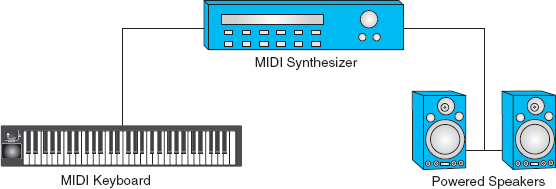 MIDI Synthesizer
MIDI Keyboard
Powered Speakers